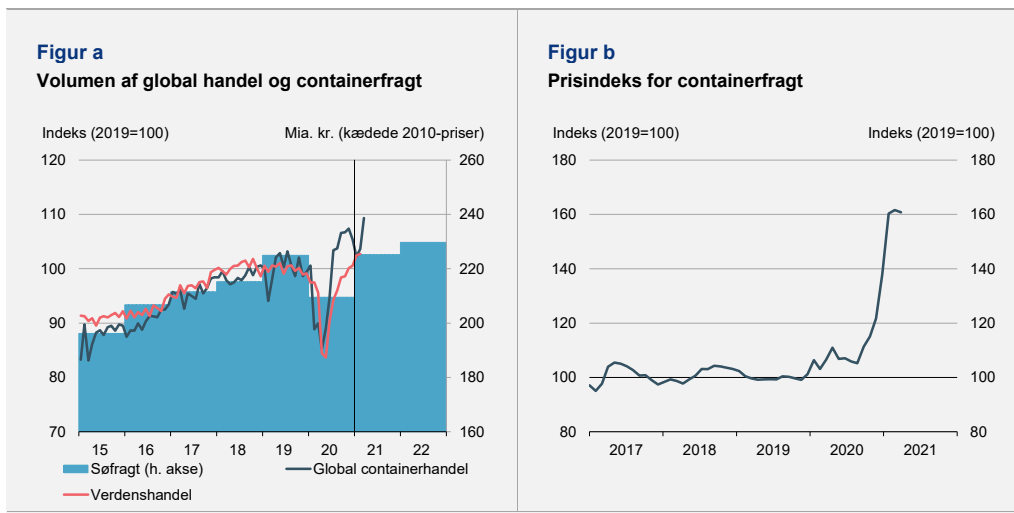 Figur a
Volumen af global handel og containerfragt
Indeks (2019=100) Mia. kr. (kædede 2010-priser)
120 260
110 240
100 220
90 200
80 180
70 160
15 16 17 18 19 20 21 22
Søfragt (h. akse) Global containerhandel
Verdenshandel
Figur b
Prisindeks for containerfragt
Indeks (2019=100) Indeks (2019=100)
180 180
160 160
140 140
120 120
100 100
80 80
2017 2018 2019 2020 2021